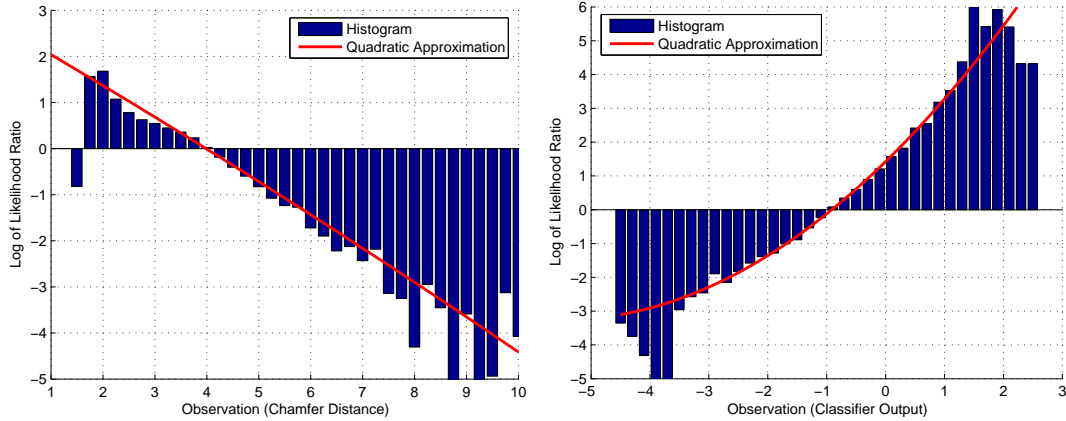 3
2
1
0
−1
−2
−3
−4
−5
1 2 3 4 5 6 7 8 9 10
Observation (Chamfer Distance)
Log of Likelihood Ratio
Histogram
Quadratic Approximation
6
5
4
3
2
1
0
−1
−2
−3
−4
−5
−5 −4 −3 −2 −1 0 1 2 3
Observation (Classifier Output)
Log of Likelihood Ratio
Histogram
Quadratic Approximation